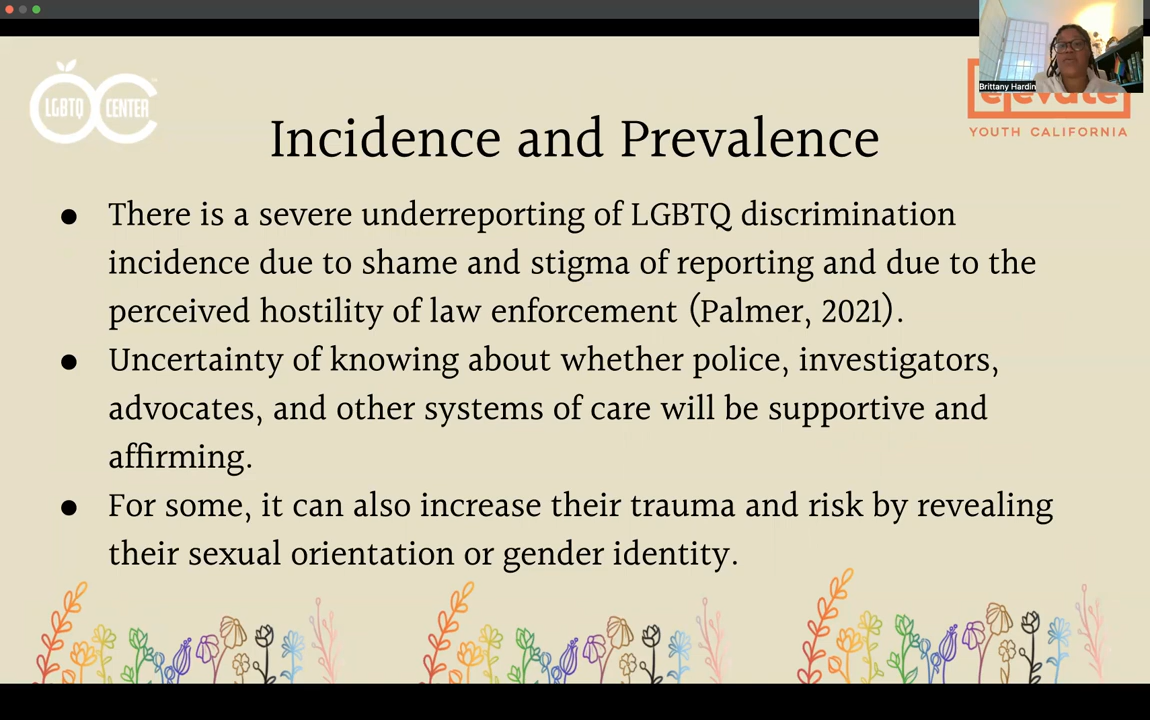 LGBTQ CENTER
Brittany Hardin
elevate
YOUTH CALIFORNIA
Incidence and Prevalence
● There is a severe underreporting of LGBTQ discrimination
incidence due to shame and stigma of reporting and due to the
perceived hostility of law enforcement (Palmer, 2021).
● Uncertainty of knowing about whether police, investigators,
advocates, and other systems of care will be supportive and
affirming.
● For some, it can also increase their trauma and risk by revealing
their sexual orientation or gender identity.